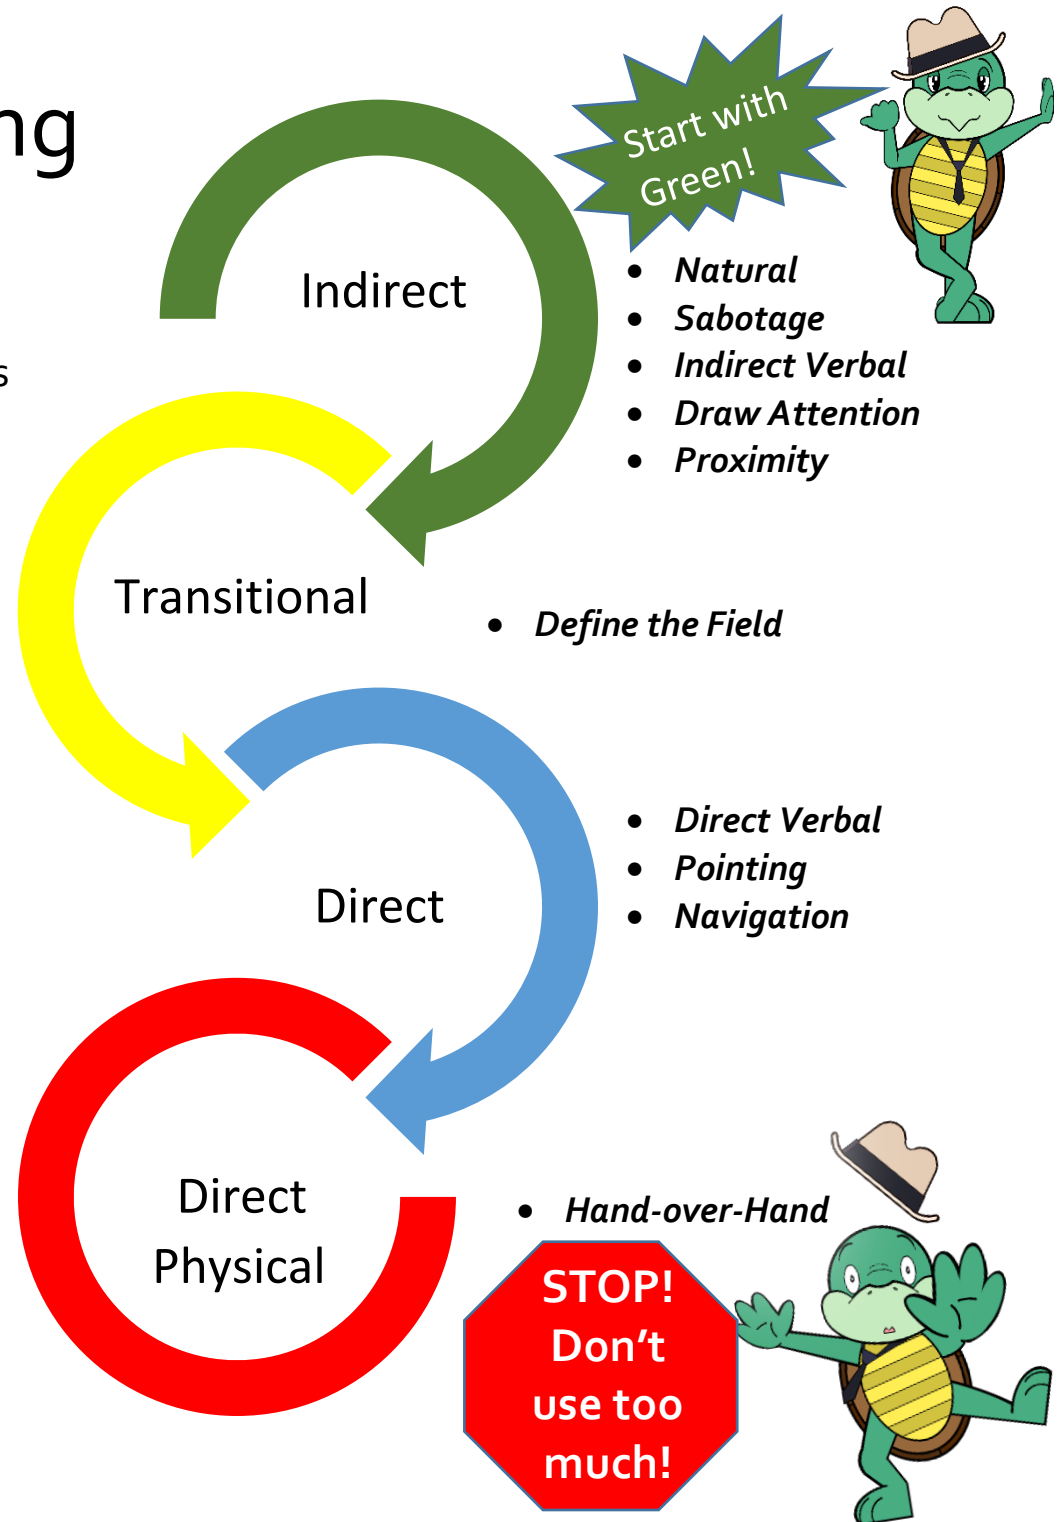 ng
Start with
Green!
Indirect
• Natural
• Sabotage
s
• Indirect Verbal
• Draw Attention
• Proximity
Transitional
• Define the Field
• Direct Verbal
• Pointing
Direct
• Navigation
Direct
Physical
• Hand-over-Hand
STOP!
Don't
use too
much!